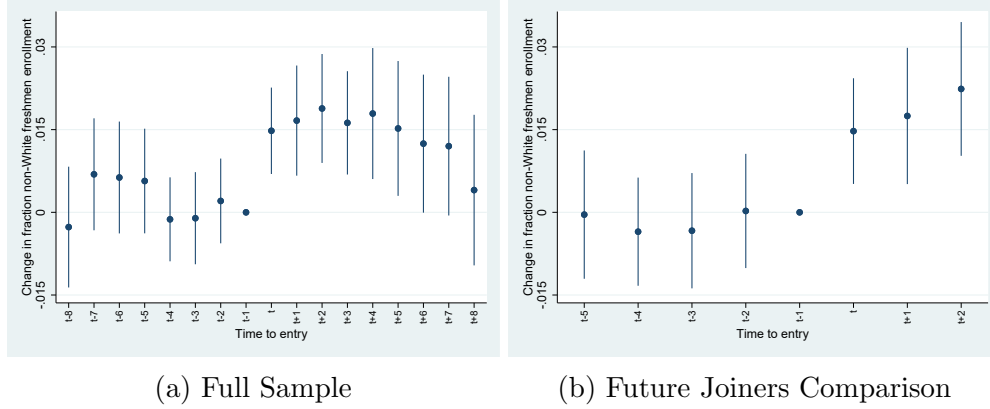 Change in fraction non-White freshmen enrollment
.03
.015
0
-.015
t-8 t-7 t-6 t-5 t-4 t-3 t-2 t-1 t t+1 t+2 t+3 t+4 t+5 t+6 t+7 t+8
Time to entry
(a) Full Sample
Change in fraction non-White freshmen enrollment
.03
.015
0
-.015
t-5 t-4 t-3 t-2 t-1 t t+1 t+2
Time to entry
(b) Future Joiners Comparison